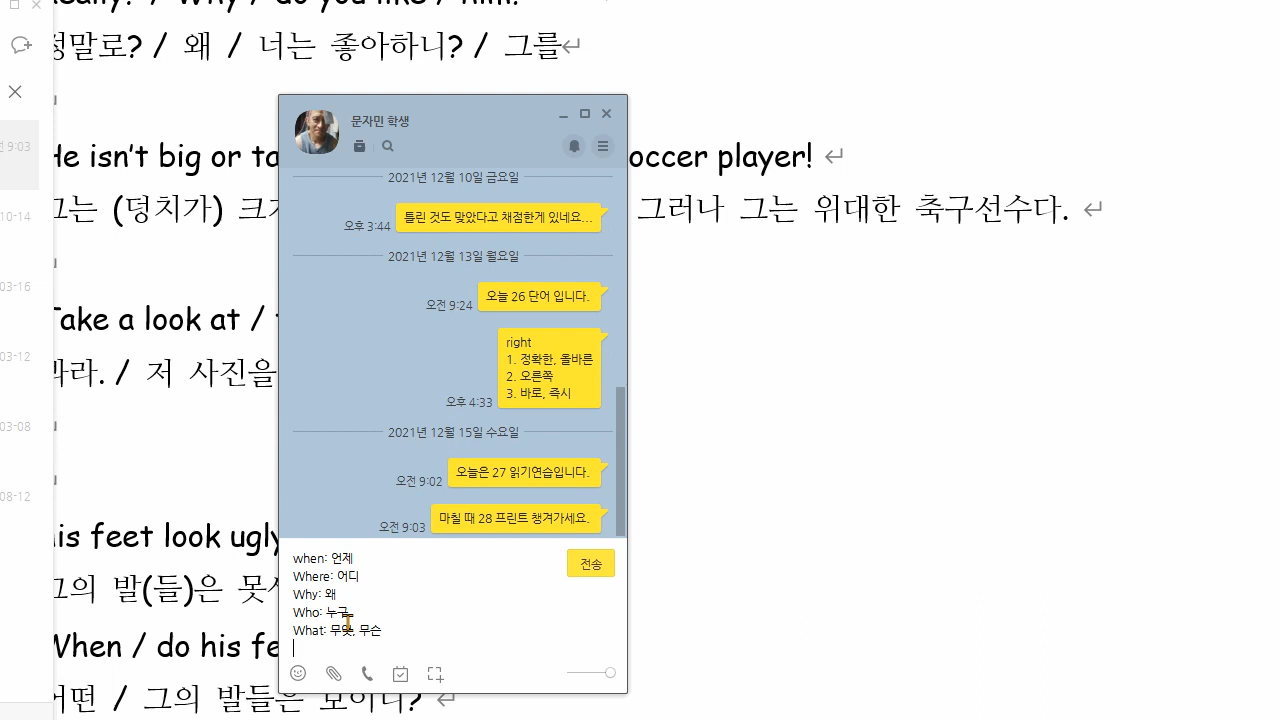 eally? / Why / do you like / him?
정말로? / 왜 / 너는 좋아하니? / 그를
He isn't big or ta
occer player!
그는 (덩치가) 크지
그러나 그는 위대한 축구선수다.
Take a look at /
봐라. / 저 사진을
his feet look ugly
그의 발(들)은 못
When / do his fe
어떤 / 그의 발들은 보이니?
9:03
10-14
03-16
03-12
03-08
08-12
문자민 학생
2021년 12월 10일 금요일
틀린 것도 맞았다고 채점한게 있네요...
오후 3:44
2021년 12월 13일 월요일
오늘 26 단어 입니다.
오전 9:24
right
1. 정확한, 올바른
2. 오른쪽
3. 바로, 즉시
오후 4:33
2021년 12월 15일 수요일
오늘은 27 읽기연습입니다.
오전 9:02
마칠 때 28 프린트 챙겨가세요.
오전 9:03
when: 언제
Where: 어디
Why: 왜
Who: 누구
What: 무엇, 무슨
전송